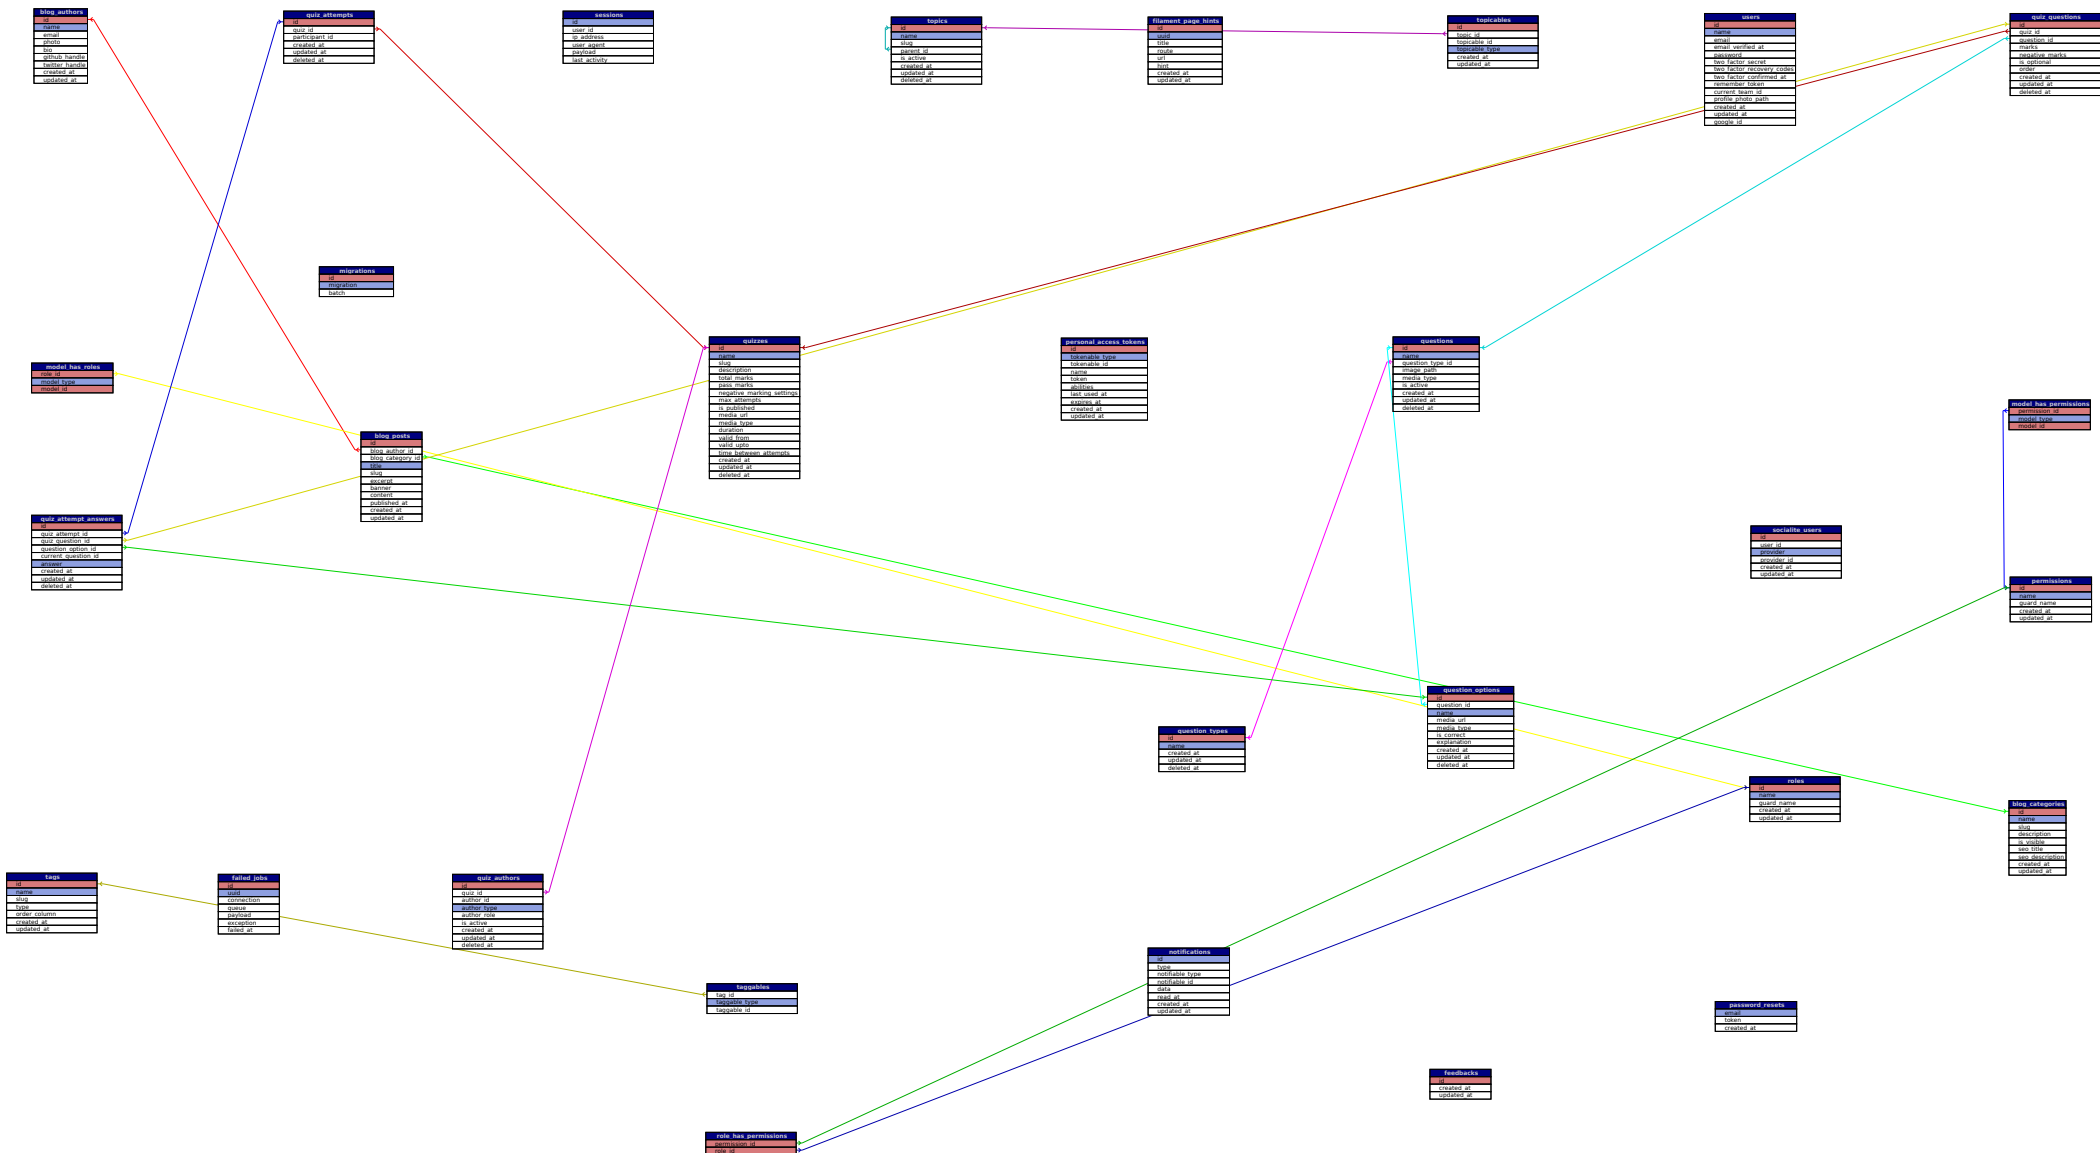 blog_authors
id
name
email
photo
bio
github_handle
twitter_handle
created_at
updated_at
quiz_attempts
id
quiz_id
participant_id
created_at
updated_at
deleted_at
sessions
id
user_id
ip_address
user_agent
payload
last_activity
topics
id
name
slug
parent_id
is_active
created_at
updated_at
deleted_at
filament_page_hints
id
uuid
title
route
url
hint
created_at
updated_at
topicables
id
topic_id
topicable_id
topicable_type
created_at
updated_at
users
id
name
email
email_verified_at
password
two_factor_secret
two_factor_recovery_codes
two_factor_confirmed_at
remember_token
current_team_id
profile_photo_path
created_at
updated_at
google_id
quiz_questions
id
quiz_id
question_id
marks
negative_marks
is_optional
order
created_at
updated_at
deleted_at
migrations
id
migration
batch
model_has_roles
role_id
model_type
model_id
quizzes
id
name
slug
description
total_marks
pass_marks
negative_marking_settings
max_attempts
is_published
media_url
media_type
duration
valid_from
valid_upto
time_between_attempts
created_at
updated_at
deleted_at
personal_access_tokens
id
tokenable_type
tokenable_id
name
token
abilities
last_used_at
expires_at
created_at
updated_at
questions
id
name
question_type_id
image_path
media_type
is_active
created_at
updated_at
deleted_at
model_has_permissions
permission_id
model_type
model_id
blog_posts
id
blog_author_id
blog_category_id
title
slug
excerpt
banner
content
published_at
created_at
updated_at
quiz_attempt_answers
id
quiz_attempt_id
quiz_question_id
question_option_id
current_question_id
answer
created_at
updated_at
deleted_at
socialite_users
id
user_id
provider
provider_id
created_at
updated_at
permissions
id
name
guard_name
created_at
updated_at
question_types
id
name
created_at
updated_at
deleted_at
question_options
id
question_id
name
media_url
media_type
is_correct
explanation
created_at
updated_at
deleted_at
roles
id
name
guard_name
created_at
updated_at
blog_categories
id
name
slug
description
is_visible
seo_title
seo_description
created_at
updated_at
tags
id
name
slug
type
order_column
created_at
updated_at
failed_jobs
id
uuid
connection
queue
payload
exception
failed_at
quiz_authors
id
quiz_id
author_id
author_type
author_role
is_active
created_at
updated_at
deleted_at
taggables
tag_id
taggable_type
taggable_id
notifications
id
type
notifiable_type
notifiable_id
data
read_at
created_at
updated_at
password_resets
email
token
created_at
feedbacks
id
created_at
updated_at
role_has_permissions
permission_id
role_id